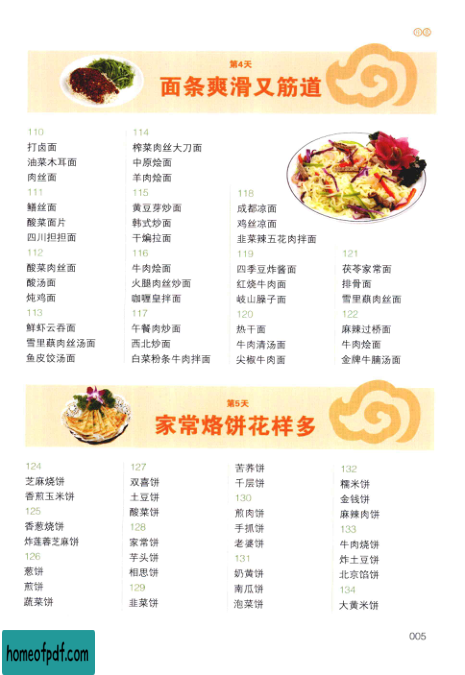 目录
第4天
面条爽滑又筋道
110
打卤面
油菜木耳面
肉丝面
111
鳝丝面
酸菜面片
四川担担面
112
酸菜肉丝面
酸汤面
炖鸡面
113
鲜虾云吞面
雪里蕻肉丝汤面
鱼皮饺汤面
114
榨菜肉丝大刀面
中原烩面
羊肉烩面
115
黄豆芽炒面
韩式炒面
干煸拉面
116
牛肉烩面
火腿肉丝炒面
咖喱皇拌面
117
午餐肉炒面
西北炒面
白菜粉条牛肉拌面
118
成都凉面
鸡丝凉面
韭菜辣五花肉拌面
119
四季豆炸酱面
红烧牛肉面
岐山臊子面
120
热干面
牛肉清汤面
尖椒牛肉面
121
茯苓家常面
排骨面
雪里蕻肉丝面
122
麻辣过桥面
牛肉烩面
金牌牛腩汤面
第5天
家常烙饼花样多
124
芝麻烧饼
香煎玉米饼
125
香葱烧饼
炸莲蓉芝麻饼
126
葱饼
煎饼
蔬菜饼
127
双喜饼
土豆饼
酸菜饼
128
家常饼
芋头饼
相思饼
129
韭菜饼
苦荞饼
千层饼
130
煎肉饼
手抓饼
老婆饼
131
奶黄饼
南瓜饼
泡菜饼
132
糯米饼
金钱饼
麻辣肉饼
133
牛肉烧饼
炸土豆饼
北京馅饼
134
大黄米饼
005
homeofpdf.com